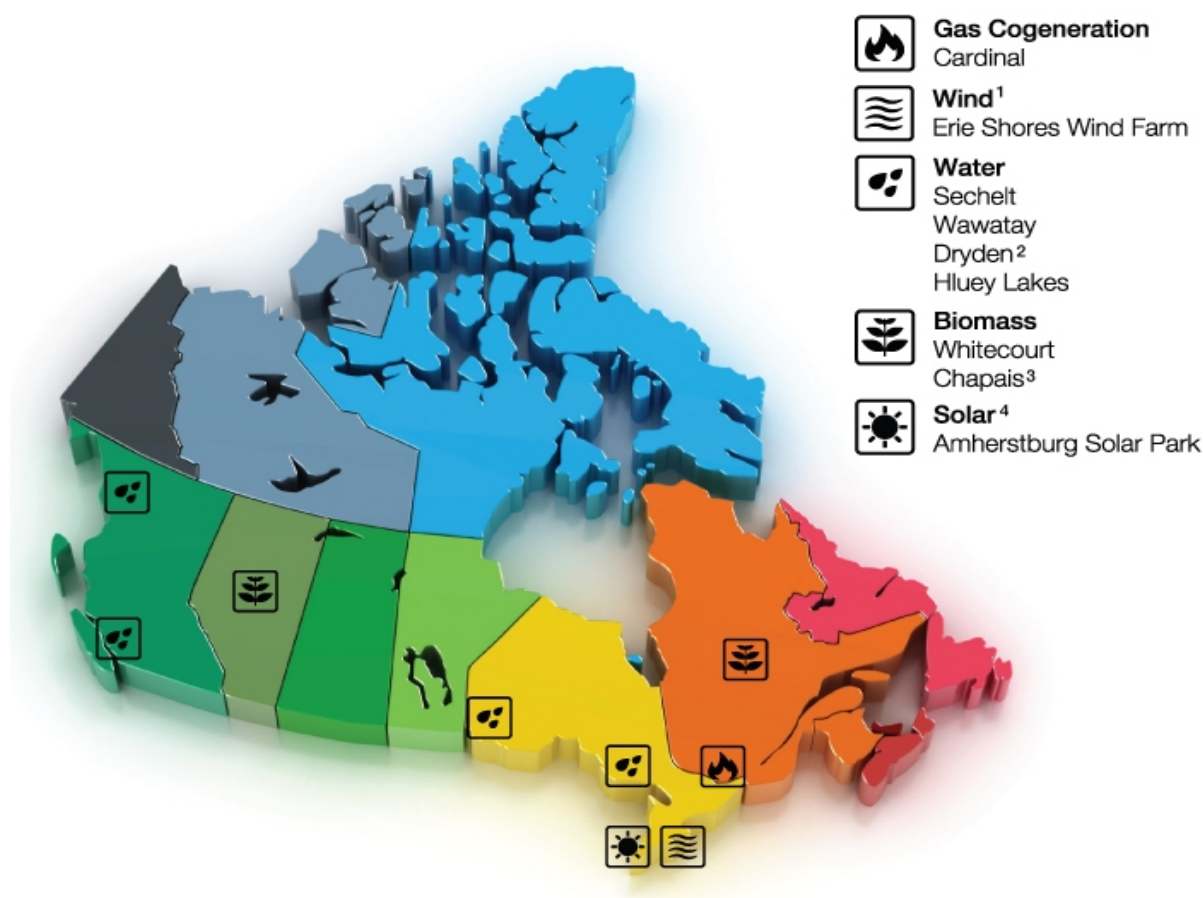 Gas Cogeneration
Cardinal
Wind¹
Erie Shores Wind Farm
Water
Sechelt
Wawatay
Dryden²
Hluey Lakes
Biomass
Whitecourt
Chapais³
Solar⁴
Amherstburg Solar Park